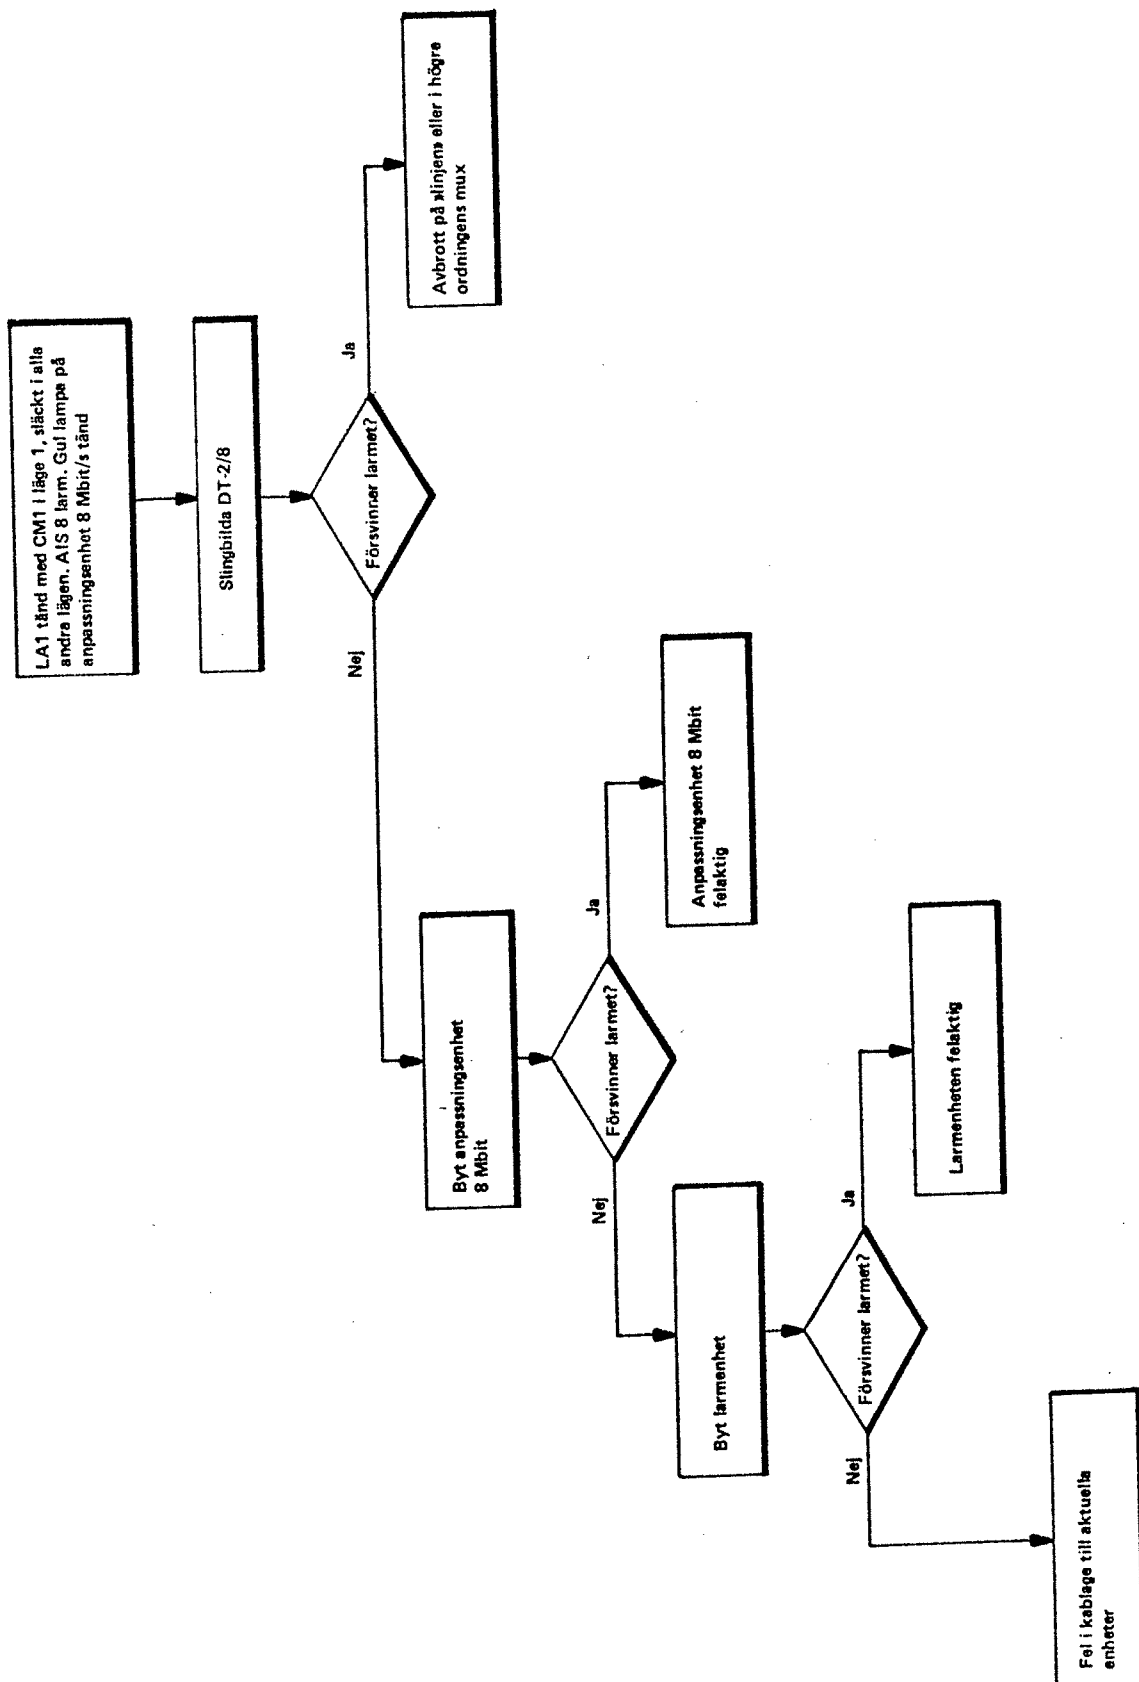 LA1 tänd med CM1 i läge 1, släckt i alla
andra lägen. AIS 8 larm. Gul lampa på
anpassningsenhet 8 Mbit/s tänd
Slingbilda DT-2/8
Försvinner larmet?
Ja
Avbrott på »linjen» eller i högre
ordningens mux
Nej
Byt anpassningsenhet
8 Mbit
Försvinner larmet?
Ja
Anpassningsenhet 8 Mbit
felaktig
Nej
Byt larmenhet
Försvinner larmet?
Ja
Larmenheten felaktig
Nej
Fel i kablage till aktuella
enheter